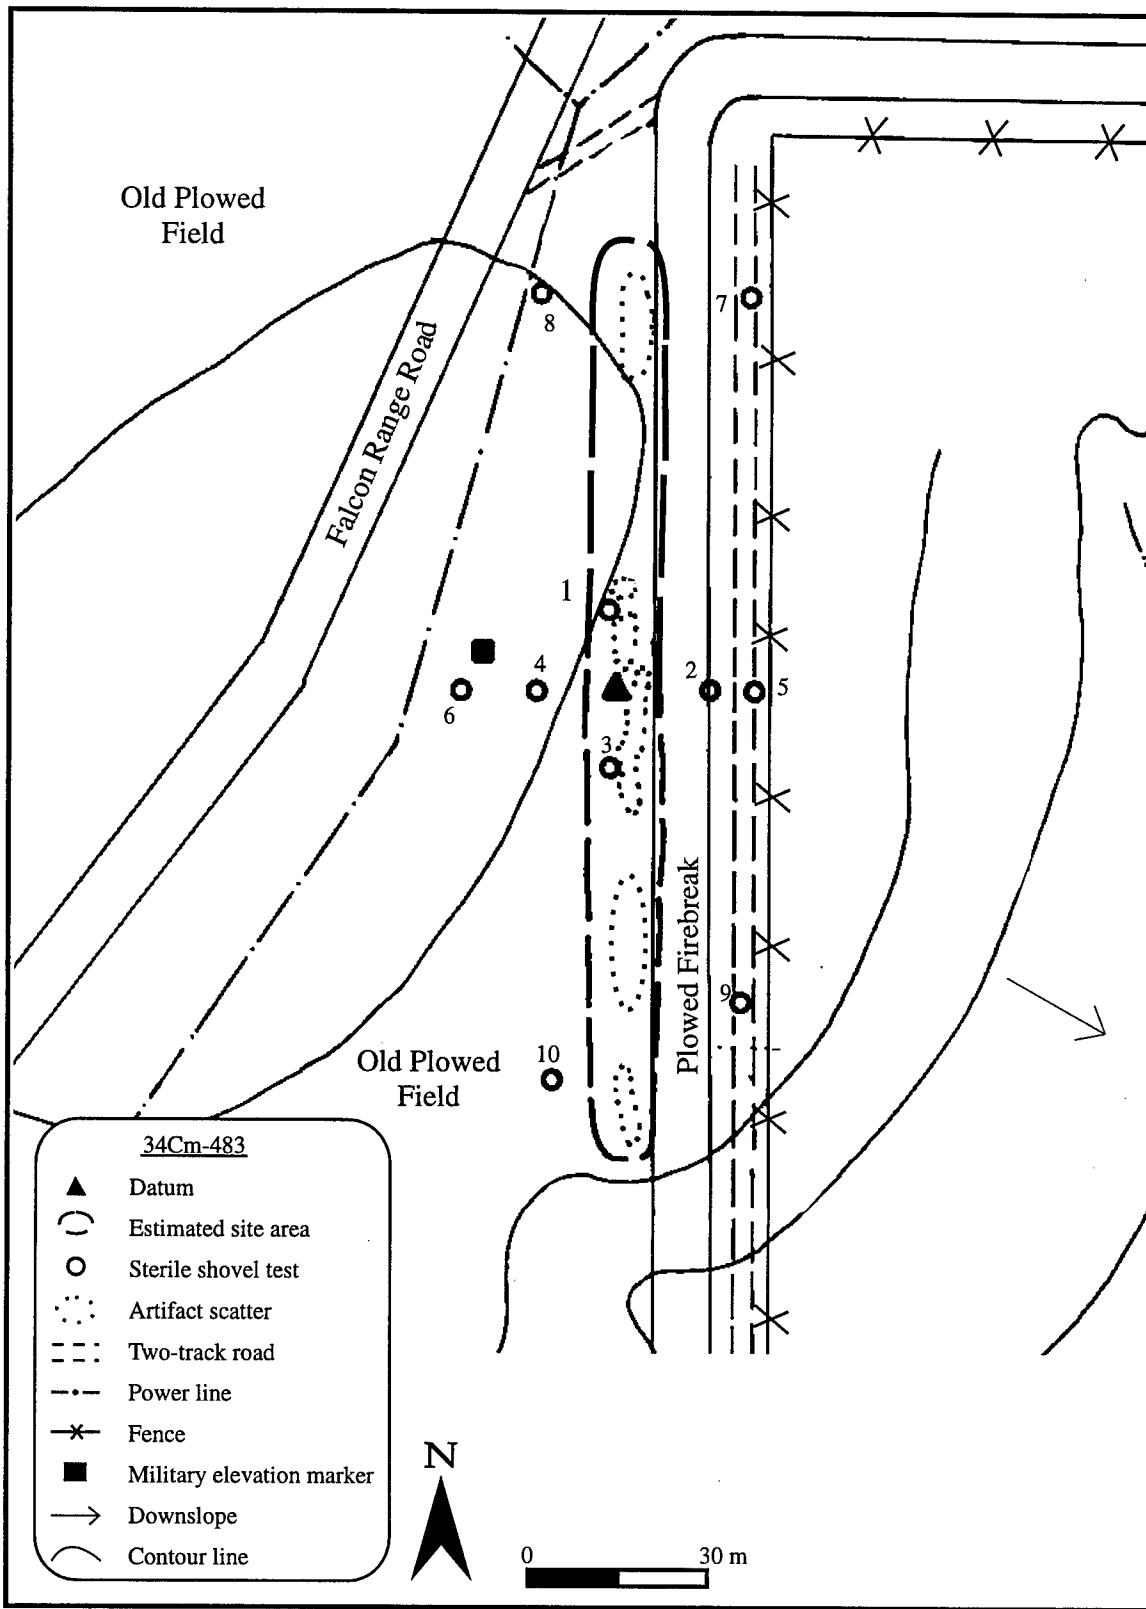 Old Plowed
Field
Falcon Range Road
8
7
1
4
6
2
5
3
Plowed Firebreak
9
10
Old Plowed
Field
34Cm-483
Datum
Estimated site area
Sterile shovel test
Artifact scatter
Two-track road
Power line
Fence
Military elevation marker
Downslope
Contour line
N
0
30 m